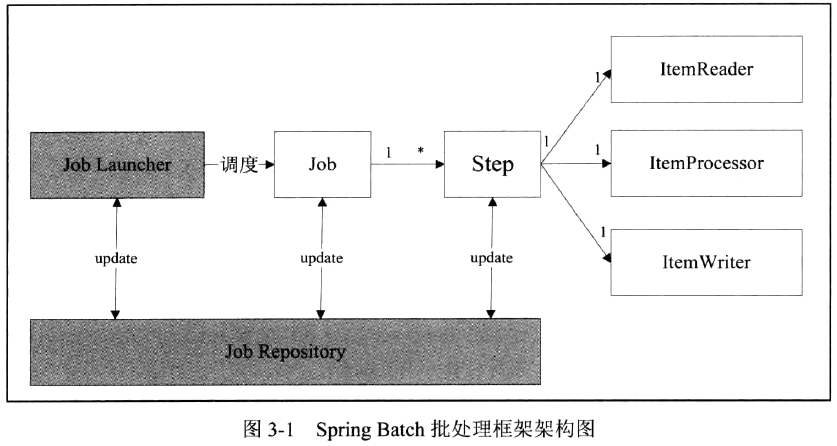 ItemReader
1
Job Launcher
调度
Job
1 *
Step
1
1
ItemProcessor
1
ItemWriter
update
update
update
Job Repository
图 3-1 Spring Batch 批处理框架架构图